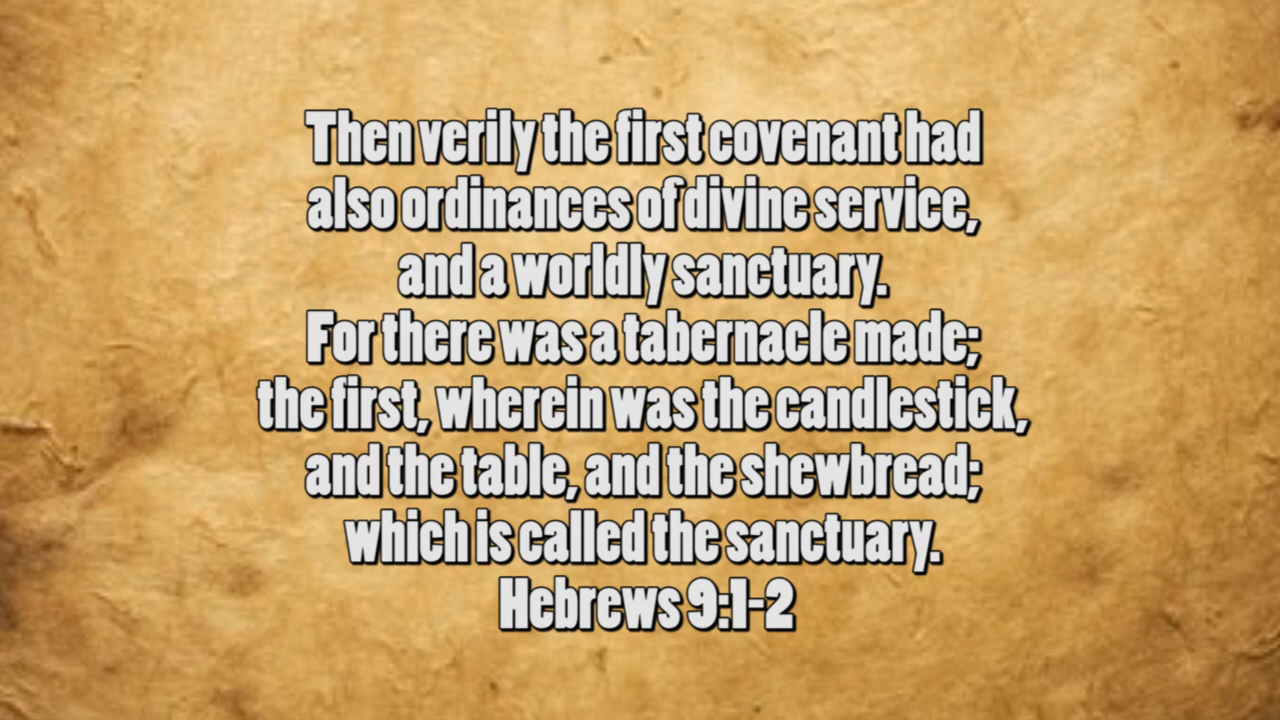 Then verily the first covenant had
also ordinances of divine service,
and a worldly sanctuary.
For there was a tabernacle made;
the first, wherein was the candlestick,
and the table, and the shewbread;
which is called the sanctuary.
Hebrews 9:1-2